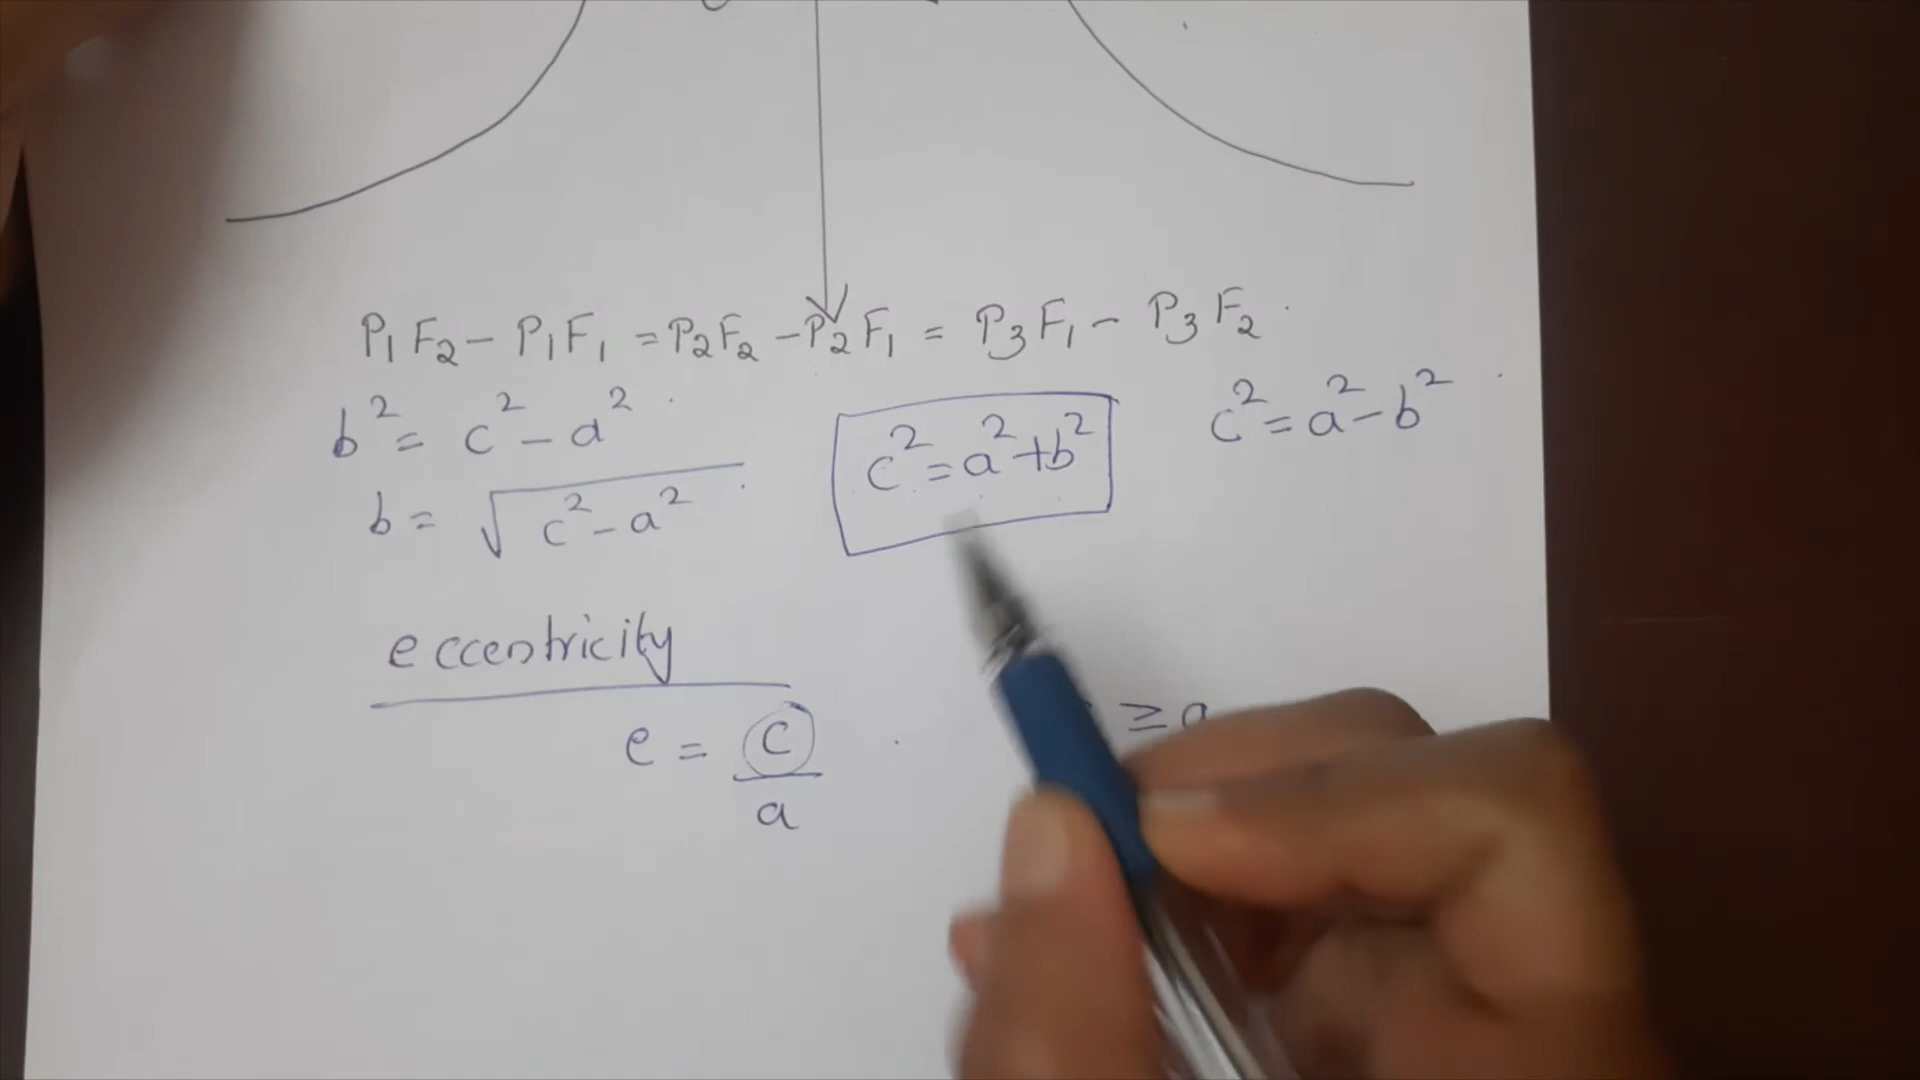 P₁F₂ - P₁F₁ = P₂F₂ - P₂F₁ = P₃F₁ - P₃F₂
b² = c² - a²
c² = a² + b²
c² = a² - b²
b = √(c² - a²)
eccentricity
e = c/a
≥ a